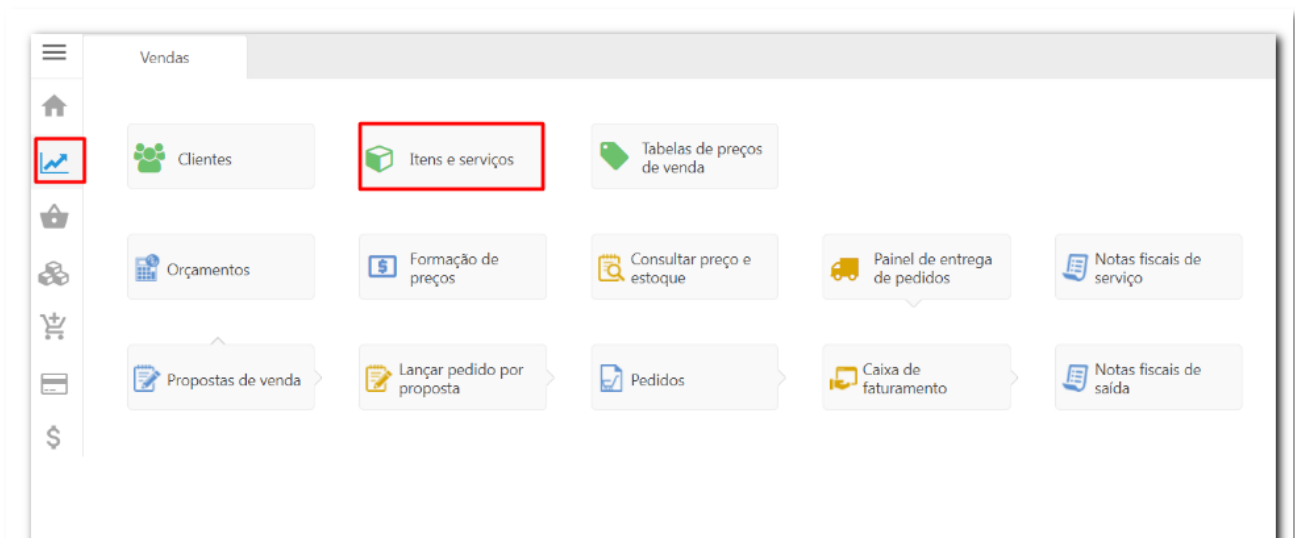 Vendas
Clientes
Itens e serviços
Tabelas de preços
de venda
Orçamentos
Formação de
preços
Consultar preço e
estoque
Painel de entrega
de pedidos
Notas fiscais de
serviço
Propostas de venda
Lançar pedido por
proposta
Pedidos
Caixa de
faturamento
Notas fiscais de
saída